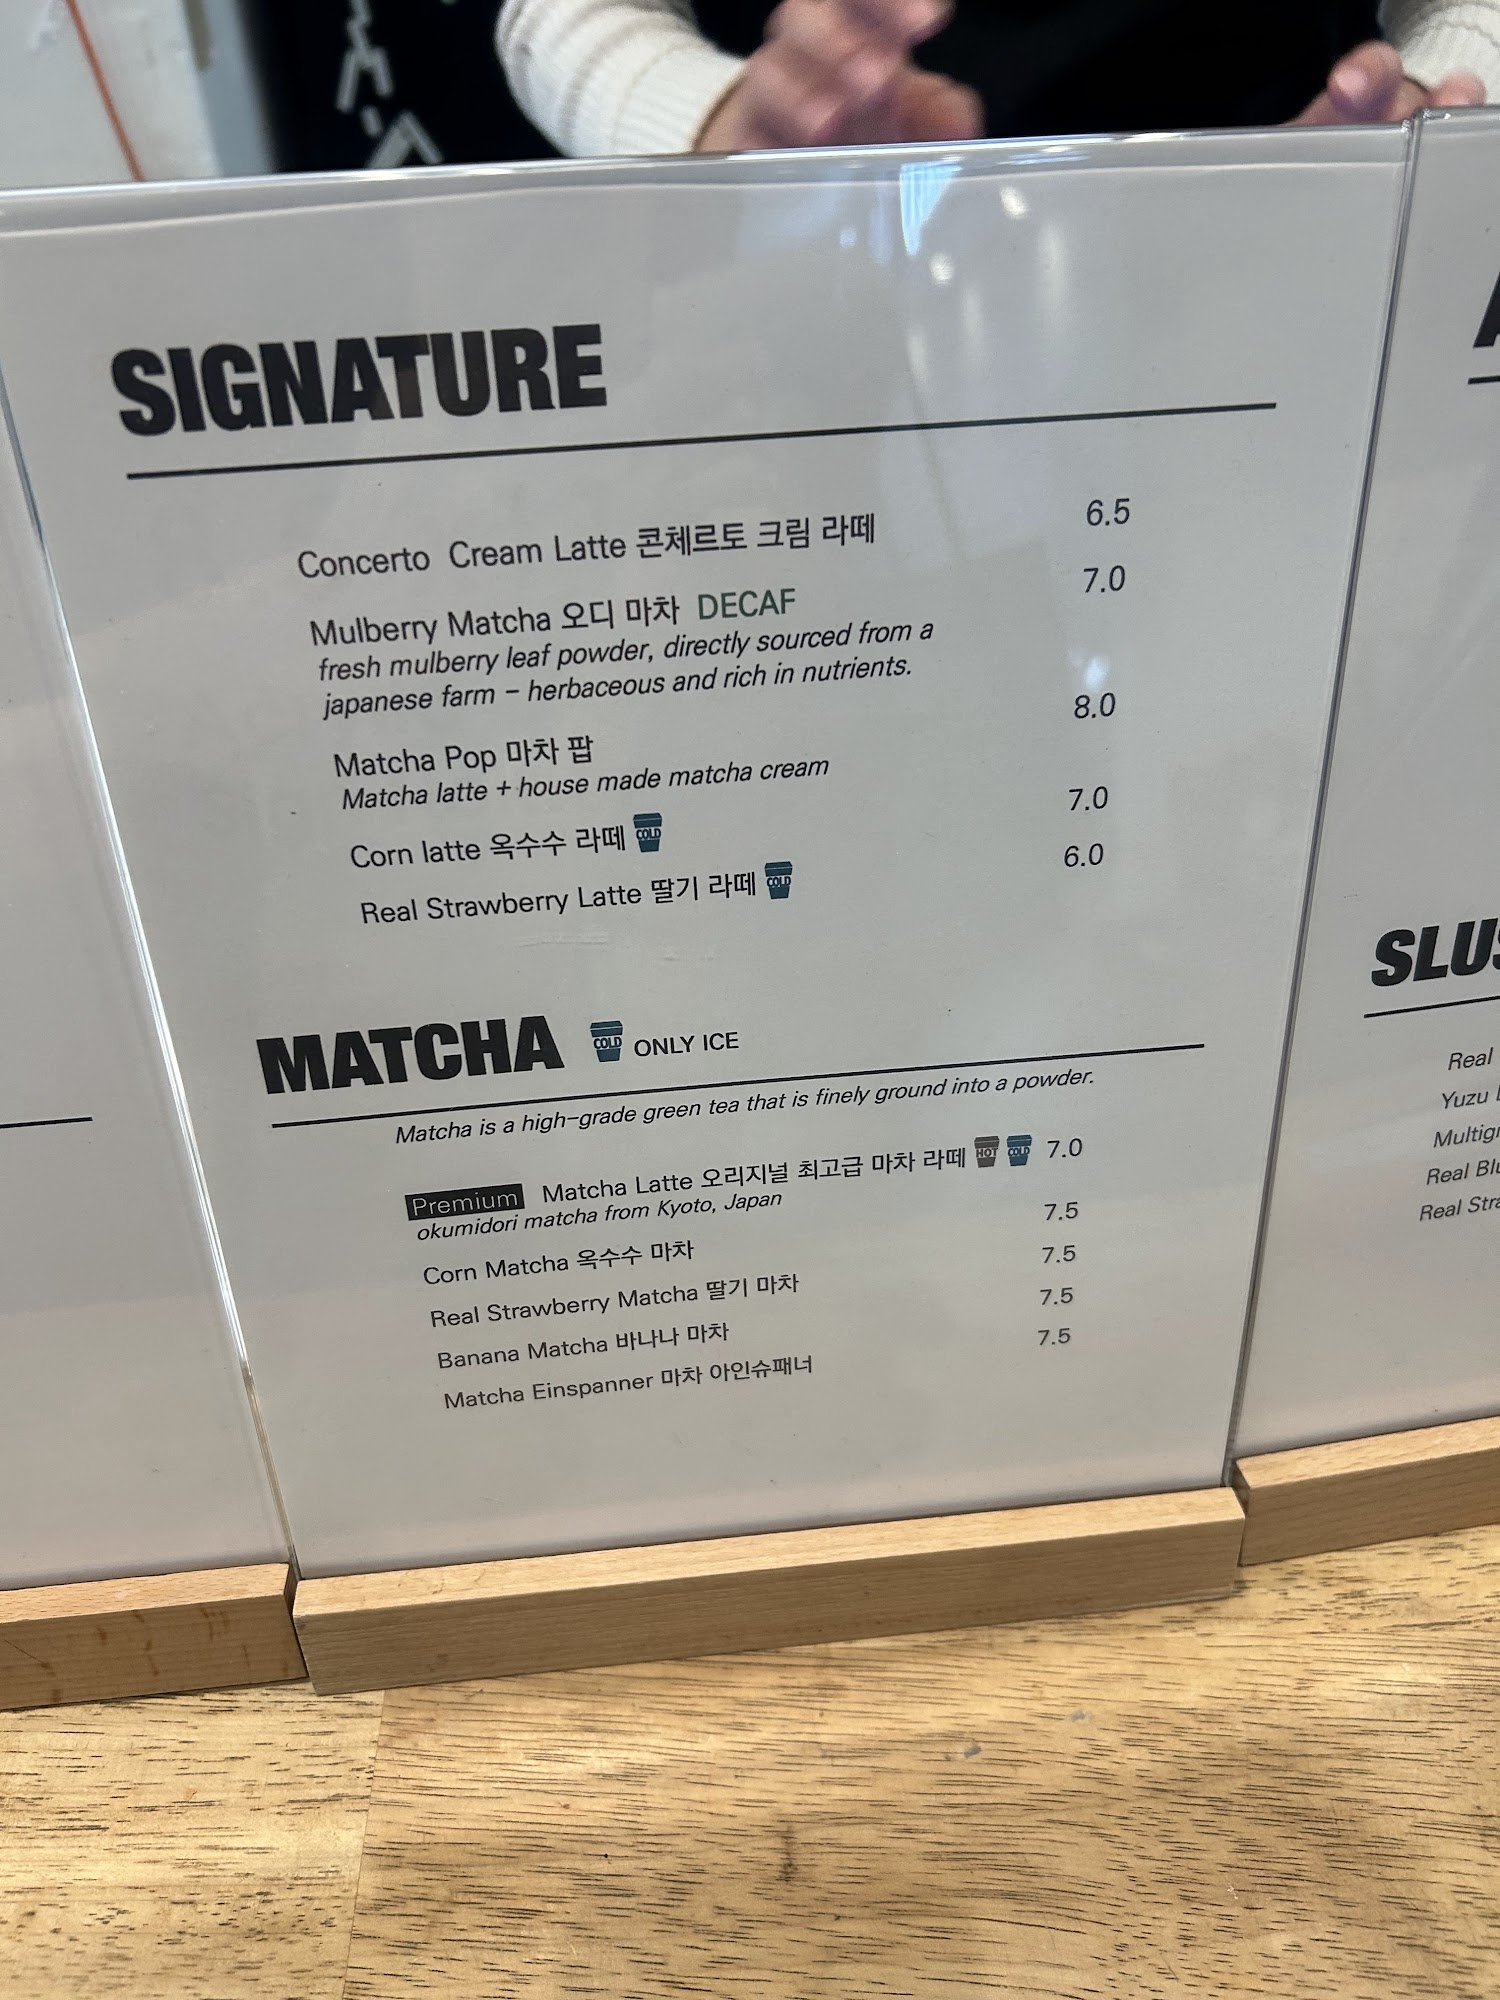 SIGNATURE
Concerto Cream Latte 콘체르토 크림 라떼 6.5
Mulberry Matcha 오디 마차 DECAF 7.0
fresh mulberry leaf powder, directly sourced from a
japanese farm - herbaceous and rich in nutrients.
Matcha Pop 마차 팝 8.0
Matcha latte + house made matcha cream
Corn latte 옥수수 라떼 COLD 7.0
Real Strawberry Latte 딸기 라떼 COLD 6.0
MATCHA COLD ONLY ICE
Matcha is a high-grade green tea that is finely ground into a powder.
Premium Matcha Latte 오리지널 최고급 마차 라떼 HOT COLD 7.0
okumidori matcha from Kyoto, Japan
Corn Matcha 옥수수 마차 7.5
Real Strawberry Matcha 딸기 마차 7.5
Banana Matcha 바나나 마차 7.5
Matcha Einspanner 마차 아인슈패너 7.5
Real
Yuzu
Real
Real